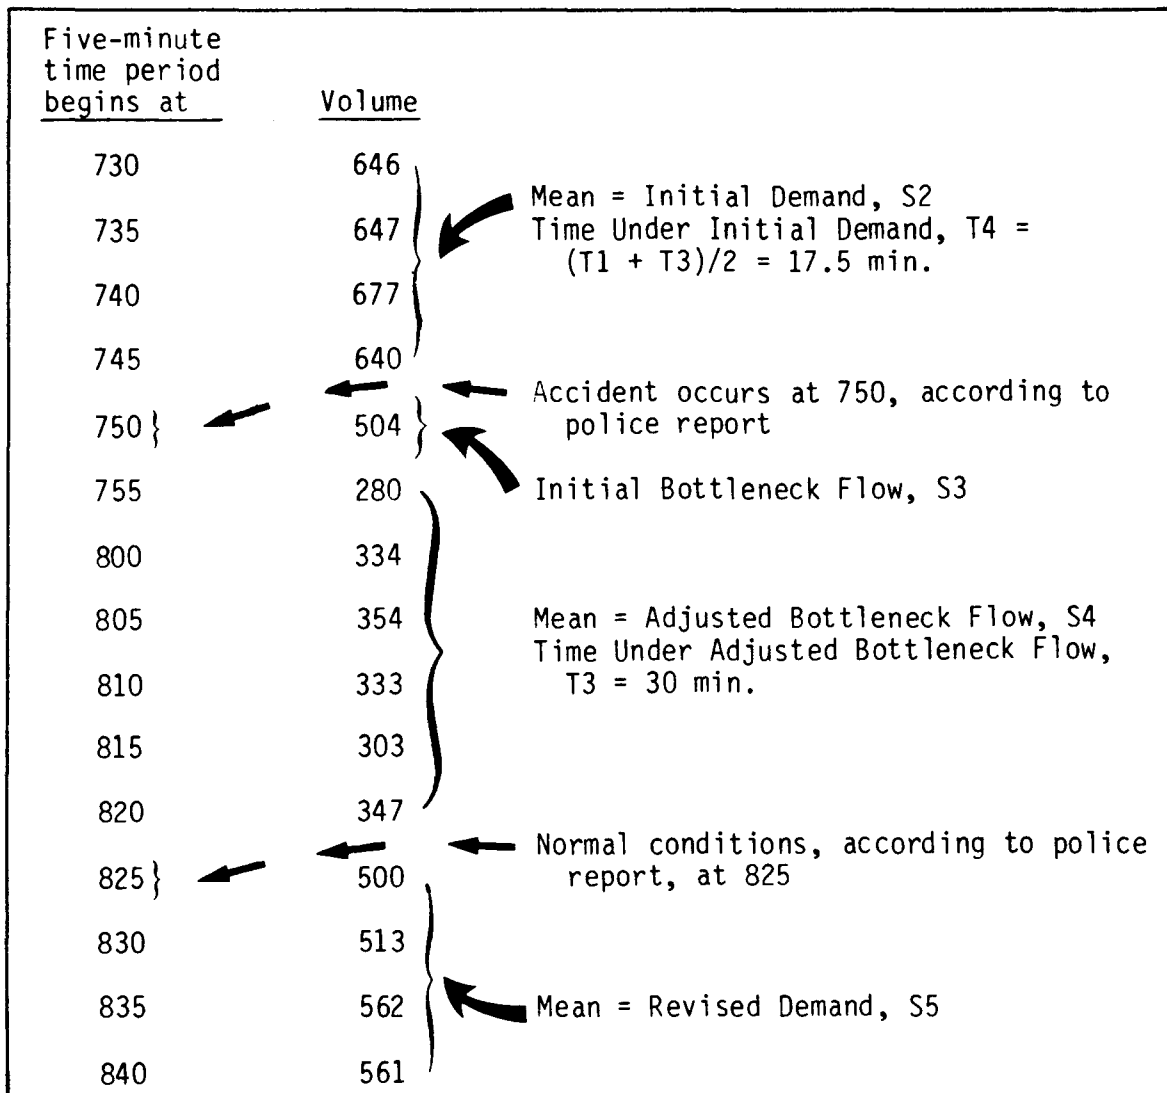 Five-minute
time period
begins at Volume
730 646
Mean = Initial Demand, S2
735 647 Time Under Initial Demand, T4 =
(T1 + T3)/2 = 17.5 min.
740 677
745 640
Accident occurs at 750, according to
750} 504} police report
755 280 Initial Bottleneck Flow, S3
800 334
805 354 Mean = Adjusted Bottleneck Flow, S4
Time Under Adjusted Bottleneck Flow,
810 333 T3 = 30 min.
815 303
820 347
Normal conditions, according to police
825} 500 report, at 825
830 513
835 562 Mean = Revised Demand, S5
840 561